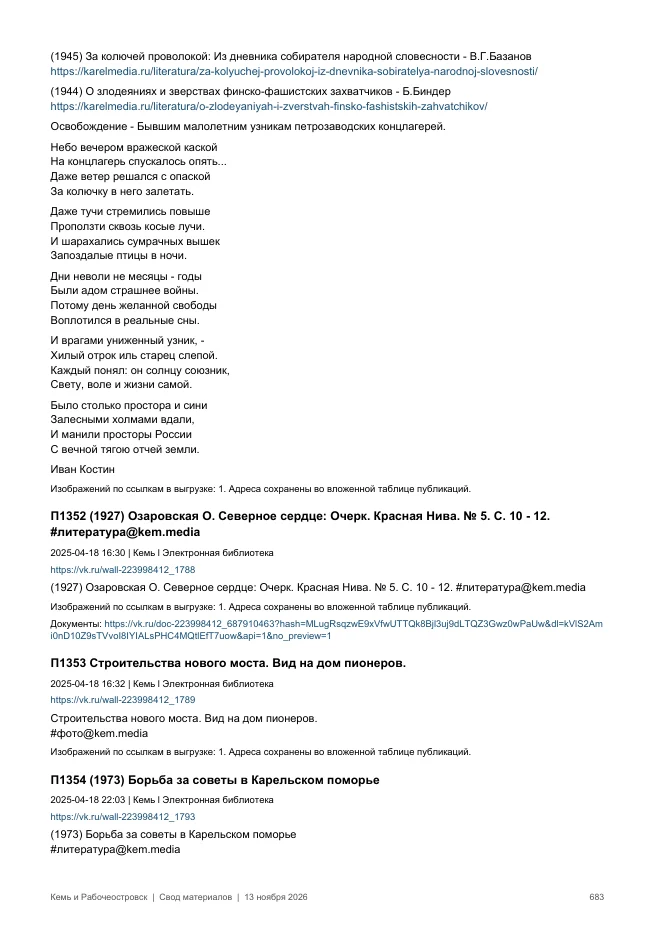 (1945) За колючей проволокой: Из дневника собирателя народной словесности - В.Г.Базанов
https://karelmedia.ru/literatura/za-kolyuchej-provolokoj-iz-dnevnika-sobiratelya-narodnoj-slovesnosti/
(1944) О злодеяниях и зверствах финско-фашистских захватчиков - Б.Биндер
https://karelmedia.ru/literatura/o-zlodeyaniyah-i-zverstvah-finsko-fashistskih-zahvatchikov/
Освобождение - Бывшим малолетним узникам петрозаводских концлагерей.
Небо вечером вражеской каской
На концлагерь спускалось опять...
Даже ветер решался с опаской
За колючку в него залетать.
Даже тучи стремились повыше
Проползти сквозь косые лучи.
И шарахались сумрачных вышек
Запоздалые птицы в ночи.
Дни неволи не месяцы - годы
Были адом страшнее войны.
Потому день желанной свободы
Воплотился в реальные сны.
И врагами униженный узник, -
Хилый отрок иль старец слепой.
Каждый понял: он солнцу союзник,
Свету, воле и жизни самой.
Было столько простора и сини
Залесными холмами вдали,
И манили просторы России
С вечной тягою отчей земли.
Иван Костин
Изображений по ссылкам в выгрузке: 1. Адреса сохранены во вложенной таблице публикаций.
П1352 (1927) Озаровская О. Северное сердце: Очерк. Красная Нива. № 5. С. 10 - 12.
#литература@kem.media
2025-04-18 16:30 | Кемь I Электронная библиотека
https://vk.ru/wall-223998412_1788
(1927) Озаровская О. Северное сердце: Очерк. Красная Нива. № 5. С. 10 - 12. #литература@kem.media
Изображений по ссылкам в выгрузке: 1. Адреса сохранены во вложенной таблице публикаций.
Документы: https://vk.ru/doc-223998412_687910463?hash=MLugRsqzwE9xVfwUTTQk8Bjl3uj9dLTQZ3Gwz0wPaUw&dl=kVlS2Am
i0nD10Z9sTVvoI8IYIALsPHC4MQtlEfT7uow&api=1&no_preview=1
П1353 Строительства нового моста. Вид на дом пионеров.
2025-04-18 16:32 | Кемь I Электронная библиотека
https://vk.ru/wall-223998412_1789
Строительства нового моста. Вид на дом пионеров.
#фото@kem.media
Изображений по ссылкам в выгрузке: 1. Адреса сохранены во вложенной таблице публикаций.
П1354 (1973) Борьба за советы в Карельском поморье
2025-04-18 22:03 | Кемь I Электронная библиотека
https://vk.ru/wall-223998412_1793
(1973) Борьба за советы в Карельском поморье
#литература@kem.media
Кемь и Рабочеостровск | Свод материалов | 13 ноября 2026
683